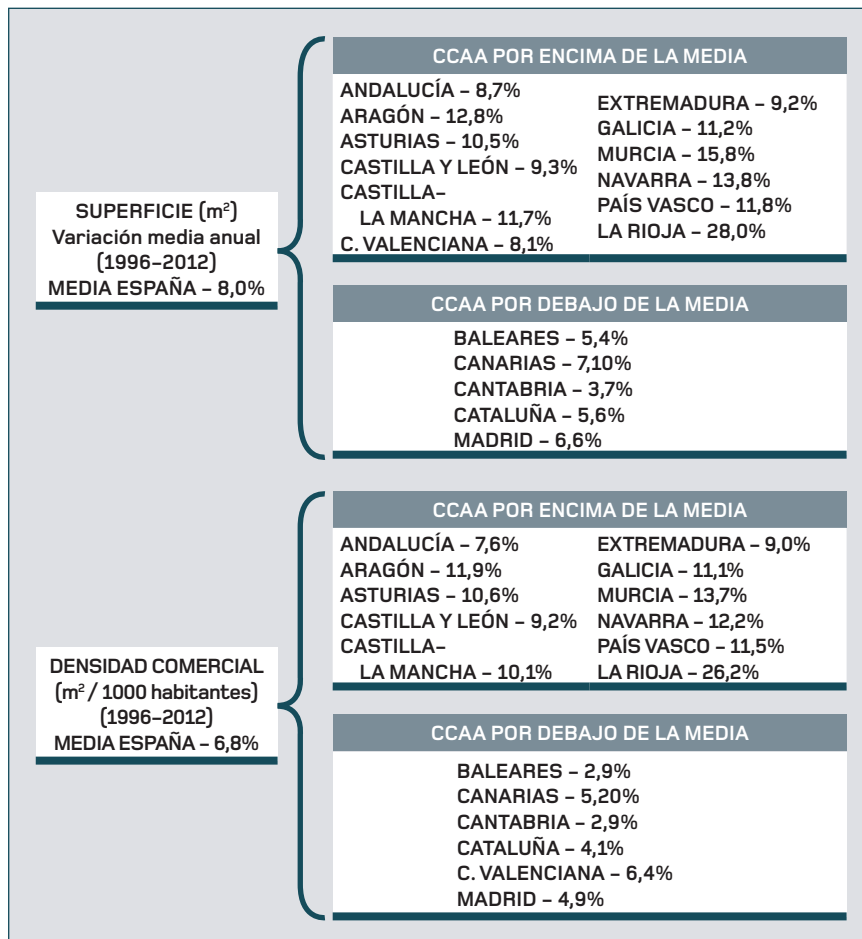 SUPERFICIE (m²)
Variación media anual
(1996–2012)
MEDIA ESPAÑA – 8,0%
CCAA POR ENCIMA DE LA MEDIA
ANDALUCÍA – 8,7%
ARAGÓN – 12,8%
ASTURIAS – 10,5%
CASTILLA Y LEÓN – 9,3%
CASTILLA–
LA MANCHA – 11,7%
C. VALENCIANA – 8,1%
EXTREMADURA – 9,2%
GALICIA – 11,2%
MURCIA – 15,8%
NAVARRA – 13,8%
PAÍS VASCO – 11,8%
LA RIOJA – 28,0%
CCAA POR DEBAJO DE LA MEDIA
BALEARES – 5,4%
CANARIAS – 7,10%
CANTABRIA – 3,7%
CATALUÑA – 5,6%
MADRID – 6,6%
DENSIDAD COMERCIAL
(m² / 1000 habitantes)
(1996–2012)
MEDIA ESPAÑA – 6,8%
CCAA POR ENCIMA DE LA MEDIA
ANDALUCÍA – 7,6%
ARAGÓN – 11,9%
ASTURIAS – 10,6%
CASTILLA Y LEÓN – 9,2%
CASTILLA–
LA MANCHA – 10,1%
EXTREMADURA – 9,0%
GALICIA – 11,1%
MURCIA – 13,7%
NAVARRA – 12,2%
PAÍS VASCO – 11,5%
LA RIOJA – 26,2%
CCAA POR DEBAJO DE LA MEDIA
BALEARES – 2,9%
CANARIAS – 5,20%
CANTABRIA – 2,9%
CATALUÑA – 4,1%
C. VALENCIANA – 6,4%
MADRID – 4,9%